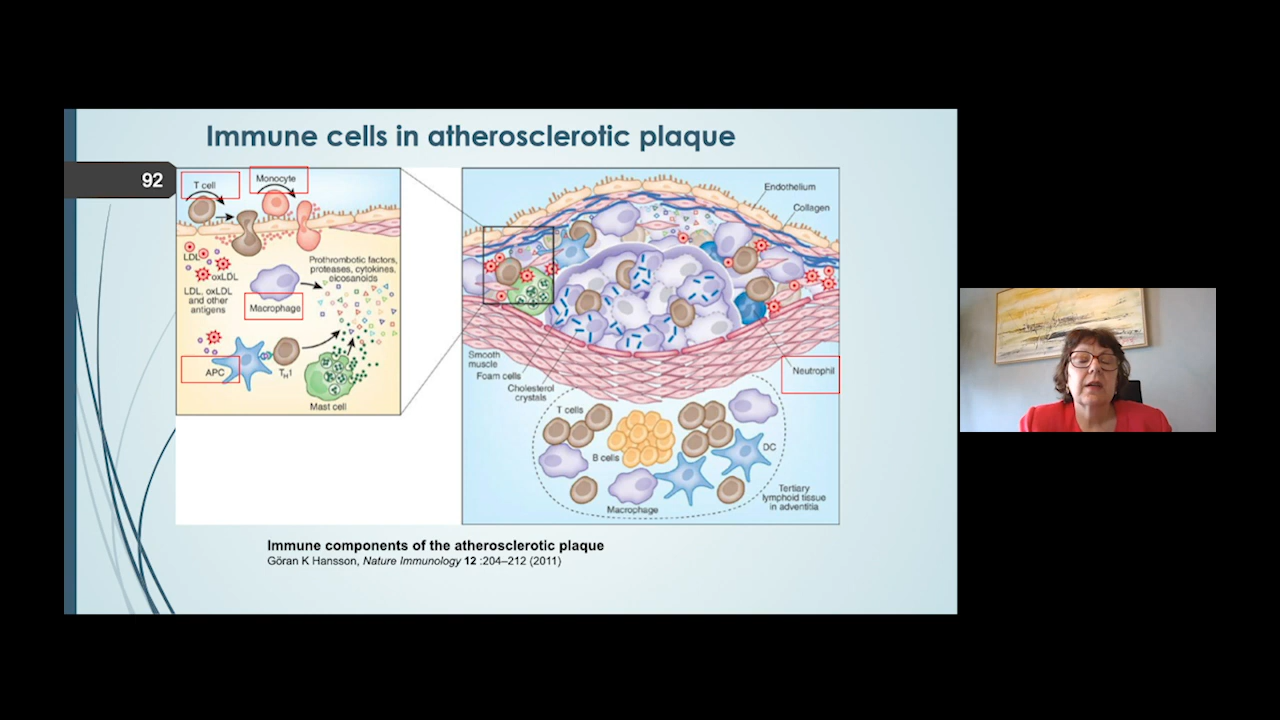 Immune cells in atherosclerotic plaque
92
T cell
Monocyte
LDL
oxLDL
LDL, oxLDL
and other
antigens
Prothrombotic factors,
proteases, cytokines,
eicosanoids
Macrophage
APC
TH1
Mast cell
Endothelium
Collagen
Smooth
muscle
Foam cells
Cholesterol
crystals
Neutrophil
T cells
B cells
DC
Macrophage
Tertiary
lymphoid tissue
in adventitia
Immune components of the atherosclerotic plaque
Göran K Hansson, Nature Immunology 12 :204–212 (2011)